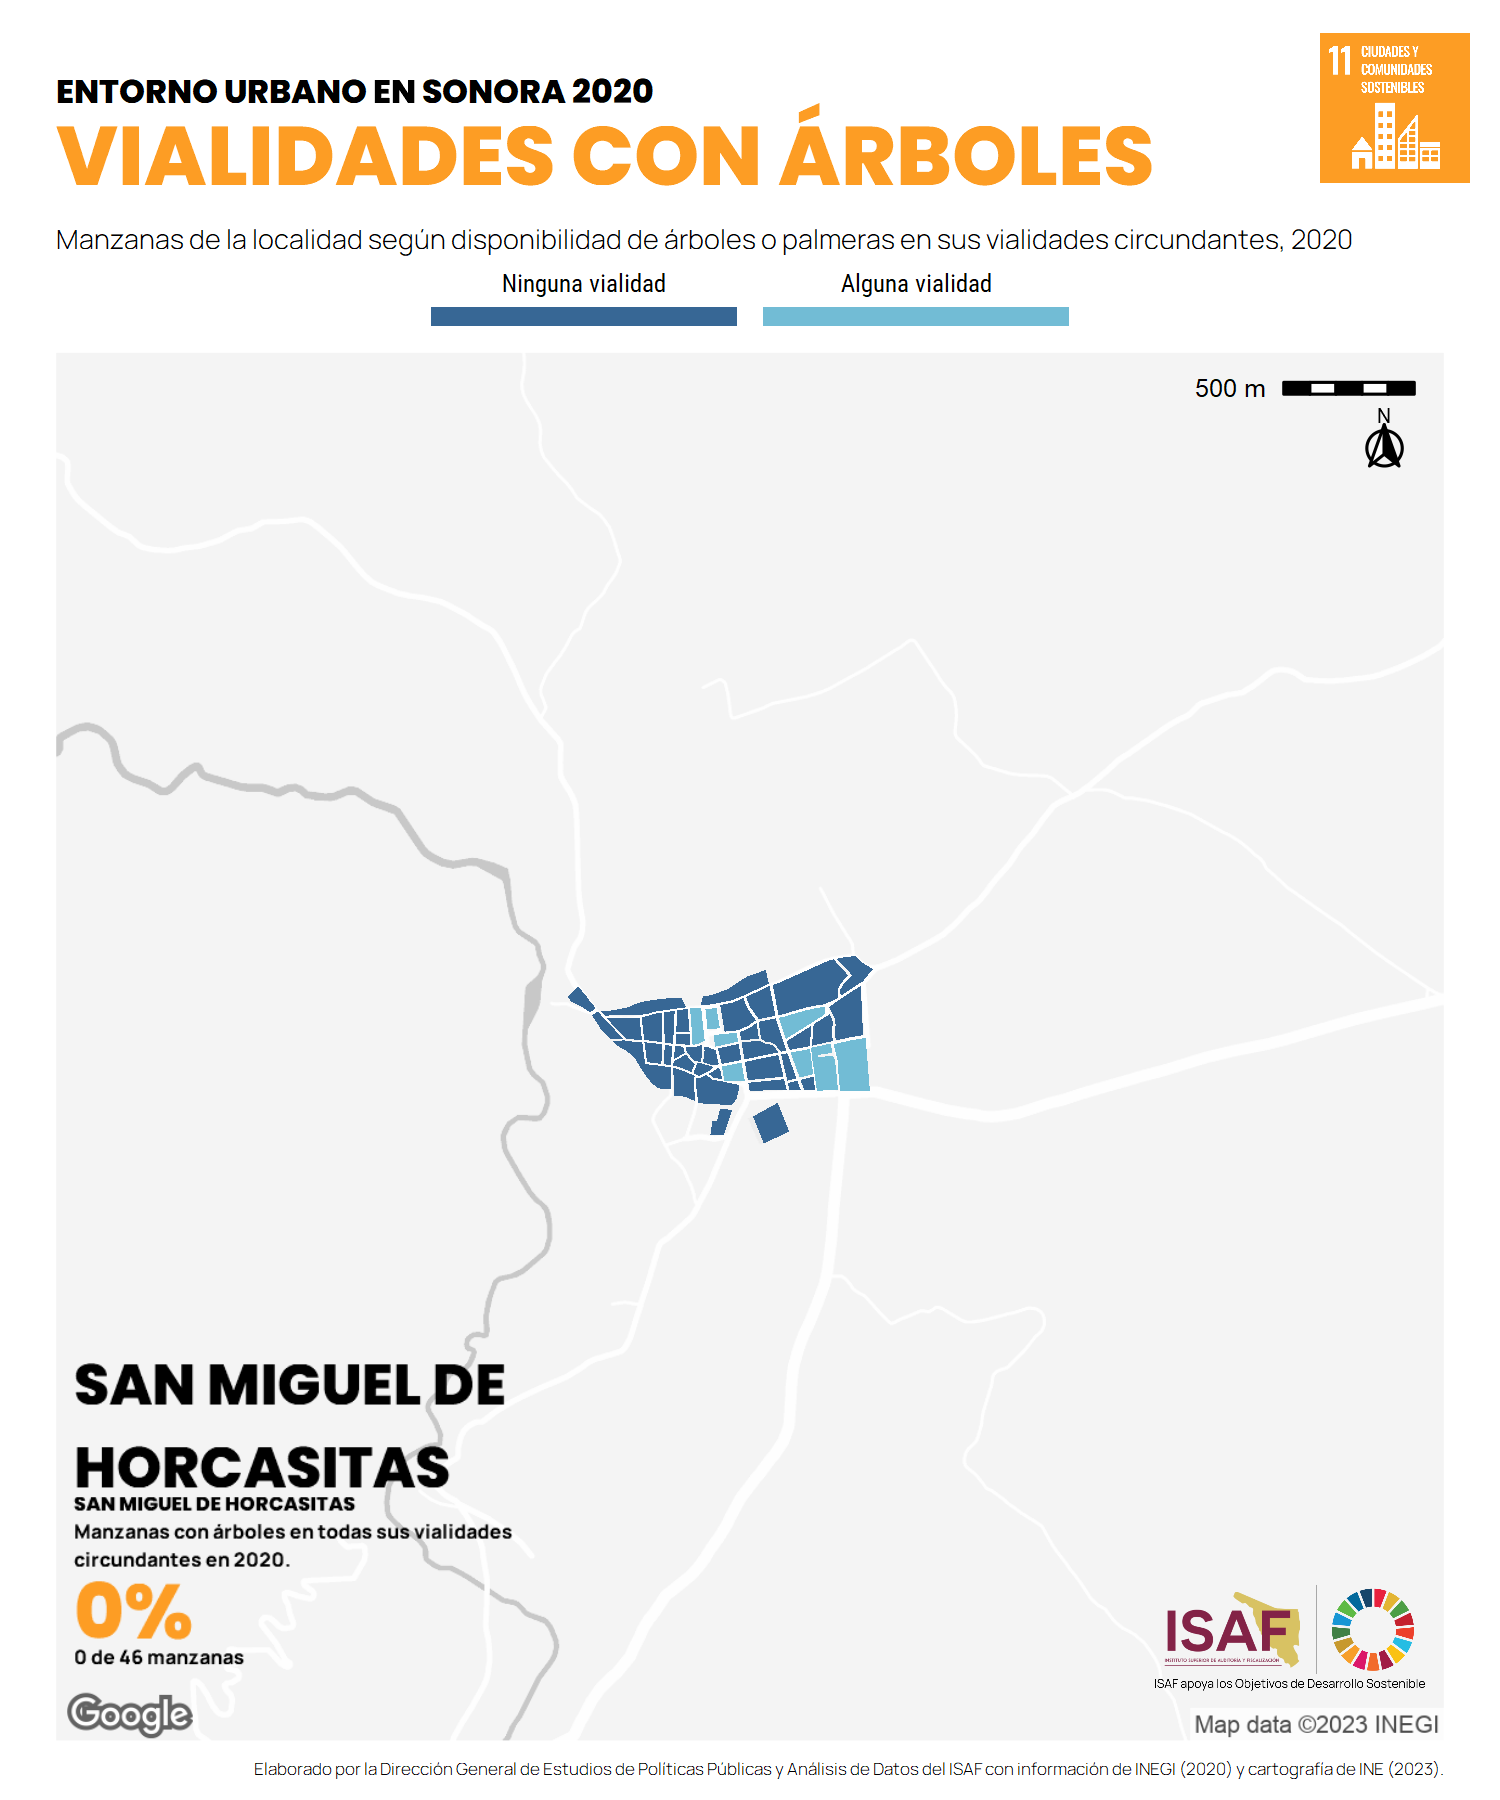 ENTORNO URBANO EN SONORA 2020
VIALIDADES CON ÁRBOLES
11 CIUDADES Y
COMUNIDADES
SOSTENIBLES
Manzanas de la localidad según disponibilidad de árboles o palmeras en sus vialidades circundantes, 2020
Ninguna vialidad
Alguna vialidad
500 m
N
SAN MIGUEL DE
HORCASITAS
SAN MIGUEL DE HORCASITAS
Manzanas con árboles en todas sus vialidades
circundantes en 2020.
0%
0 de 46 manzanas
Google
ISAF
INSTITUTO SUPERIOR DE AUDITORÍA Y FISCALIZACIÓN
ISAF apoya los Objetivos de Desarrollo Sostenible
Map data ©2023 INEGI
Elaborado por la Dirección General de Estudios de Políticas Públicas y Análisis de Datos del ISAF con información de INEGI (2020) y cartografía de INE (2023).